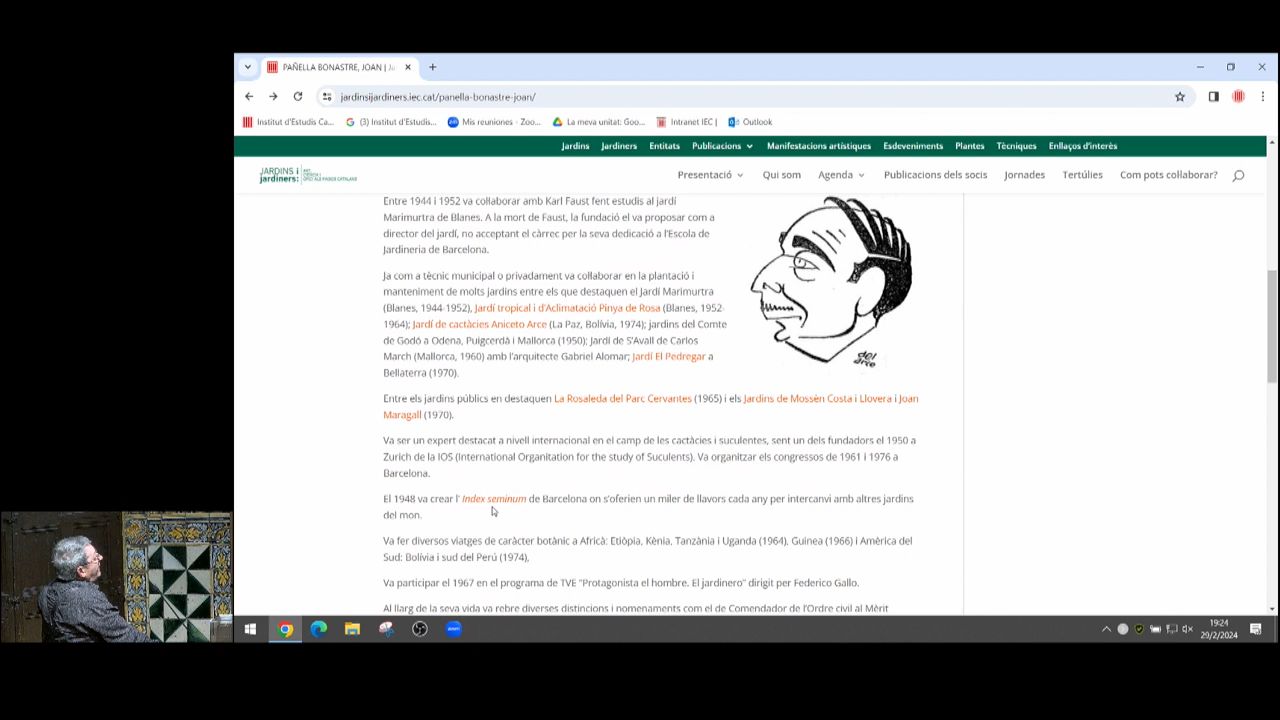 PAÑELLA BONASTRE, JOAN | Ja
jardinsijardiners.iec.cat/panella-bonastre-joan/
Institut d'Estudis Ca... (3) Institut d'Estudis... Mis reuniones - Zoo... La meva unitat: Goo... Intranet IEC | Outlook
Jardins Jardiners Entitats Publicacions Manifestacions artístiques Esdeveniments Plantes Tècniques Enllaços d'interès
JARDINS i
jardiners:
Presentació Qui som Agenda Publicacions dels socis Jornades Tertúlies Com pots col·laborar?
Entre 1944 i 1952 va col·laborar amb Karl Faust fent estudis al jardí
Marimurtra de Blanes. A la mort de Faust, la fundació el va proposar com a
director del jardí, no acceptant el càrrec per la seva dedicació a l'Escola de
Jardineria de Barcelona.
Ja com a tècnic municipal o privadament va col·laborar en la plantació i
manteniment de molts jardins entre els que destaquen el Jardí Marimurtra
(Blanes, 1944-1952), Jardí tropical i d'Aclimatació Pinya de Rosa (Blanes, 1952-
1964); Jardí de cactàcies Aniceto Arce (La Paz, Bolívia, 1974); jardins del Comte
de Godó a Odena, Puigcerdà i Mallorca (1950); Jardí de S'Avall de Carlos
March (Mallorca, 1960) amb l'arquitecte Gabriel Alomar; Jardí El Pedregar a
Bellaterra (1970).
del
arce
Entre els jardins públics en destaquen La Rosaleda del Parc Cervantes (1965) i els Jardins de Mossèn Costa i Llovera i Joan
Maragall (1970).
Va ser un expert destacat a nivell internacional en el camp de les cactàcies i suculentes, sent un dels fundadors el 1950 a
Zurich de la IOS (International Organitation for the study of Suculents). Va organitzar els congressos de 1961 i 1976 a
Barcelona.
El 1948 va crear l' Index seminum de Barcelona on s'oferien un miler de llavors cada any per intercanvi amb altres jardins
del mon.
Va fer diversos viatges de caràcter botànic a Africà: Etiòpia, Kènia, Tanzània i Uganda (1964), Guinea (1966) i Amèrica del
Sud: Bolívia i sud del Perú (1974),
Va participar el 1967 en el programa de TVE "Protagonista el hombre. El jardinero" dirigit per Federico Gallo.
Al llarg de la seva vida va rebre diverses distincions i nomenaments com el de Comendador de l'Ordre civil al Mèrit
zoom
19:24
29/2/2024